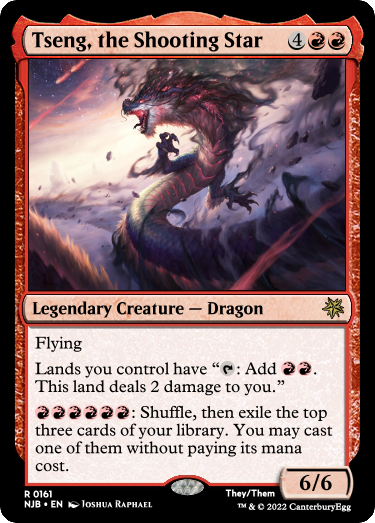 Tseng, the Shooting Star 4
Legendary Creature — Dragon
Flying
Lands you control have “: Add .
This land deals 2 damage to you.”
: Shuffle, then exile the top
three cards of your library. You may cast
one of them without paying its mana
cost.
6/6
R 0161
NJB • EN Joshua Raphael
They/Them
™ & © 2022 CanterburyEgg